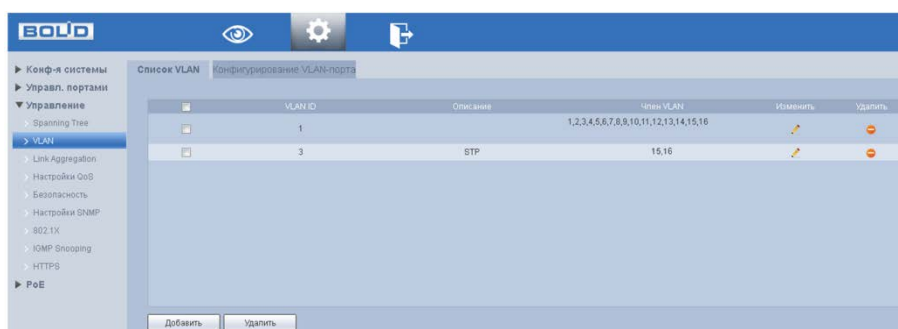 BOLID
Конф-я системы
Управл. портами
Управление
Spanning Tree
VLAN
Link Aggregation
Настройки QoS
Безопасность
Настройки SNMP
802.1X
IGMP Snooping
HTTPS
PoE
Список VLAN Конфигурирование VLAN-порта
VLAN ID Описание Член VLAN Изменить Удалить
1 1,2,3,4,5,6,7,8,9,10,11,12,13,14,15,16
3 STP 15,16
Добавить Удалить